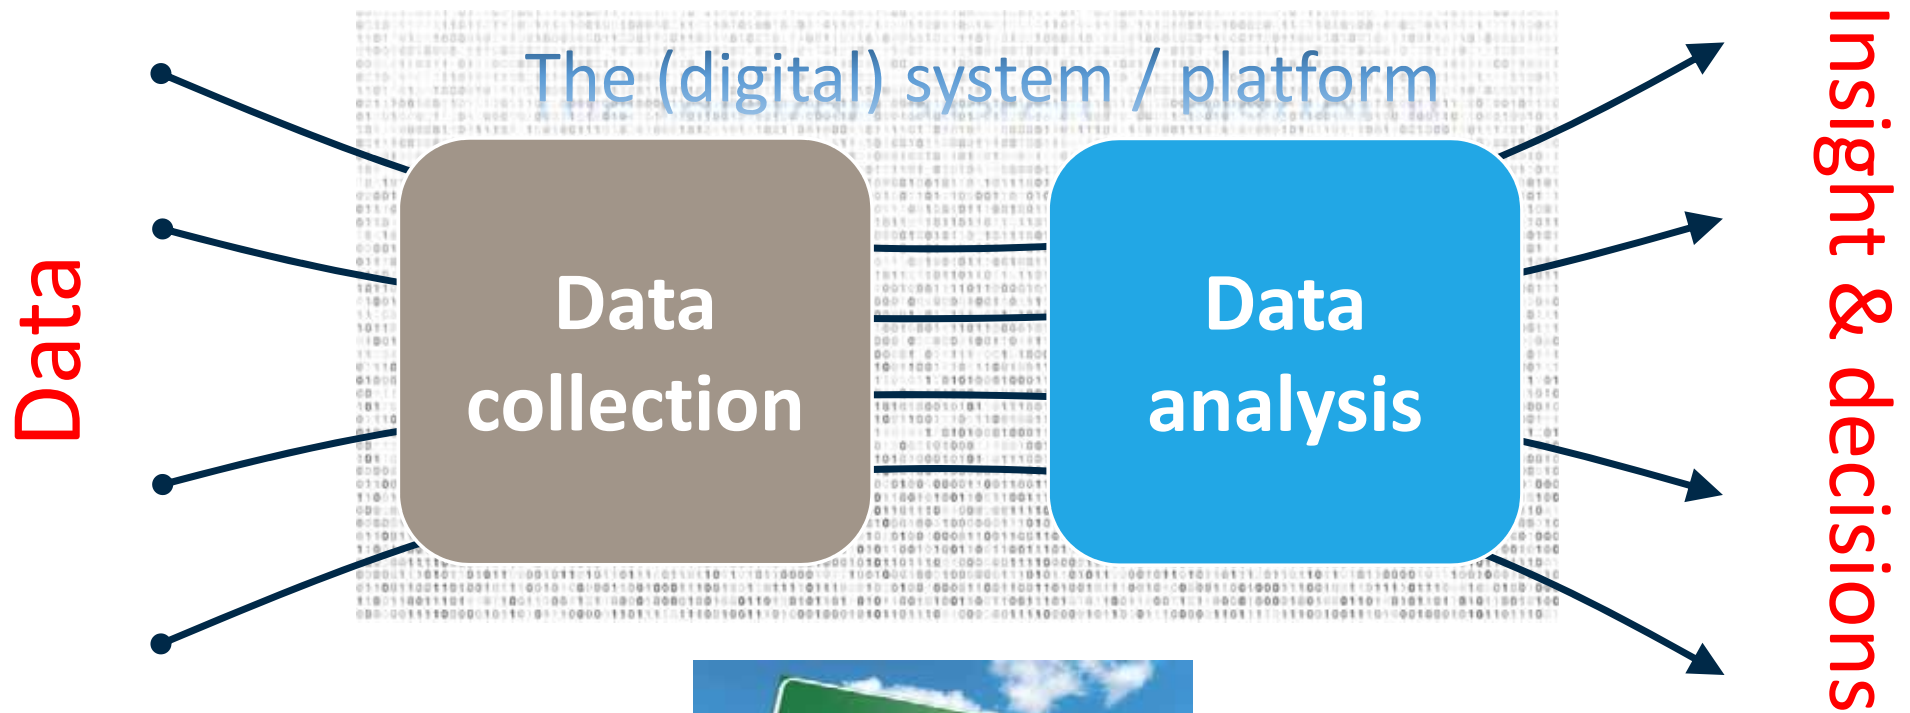 The (digital) system / platform
Data
Data
collection
Data
analysis
Insight & decisions